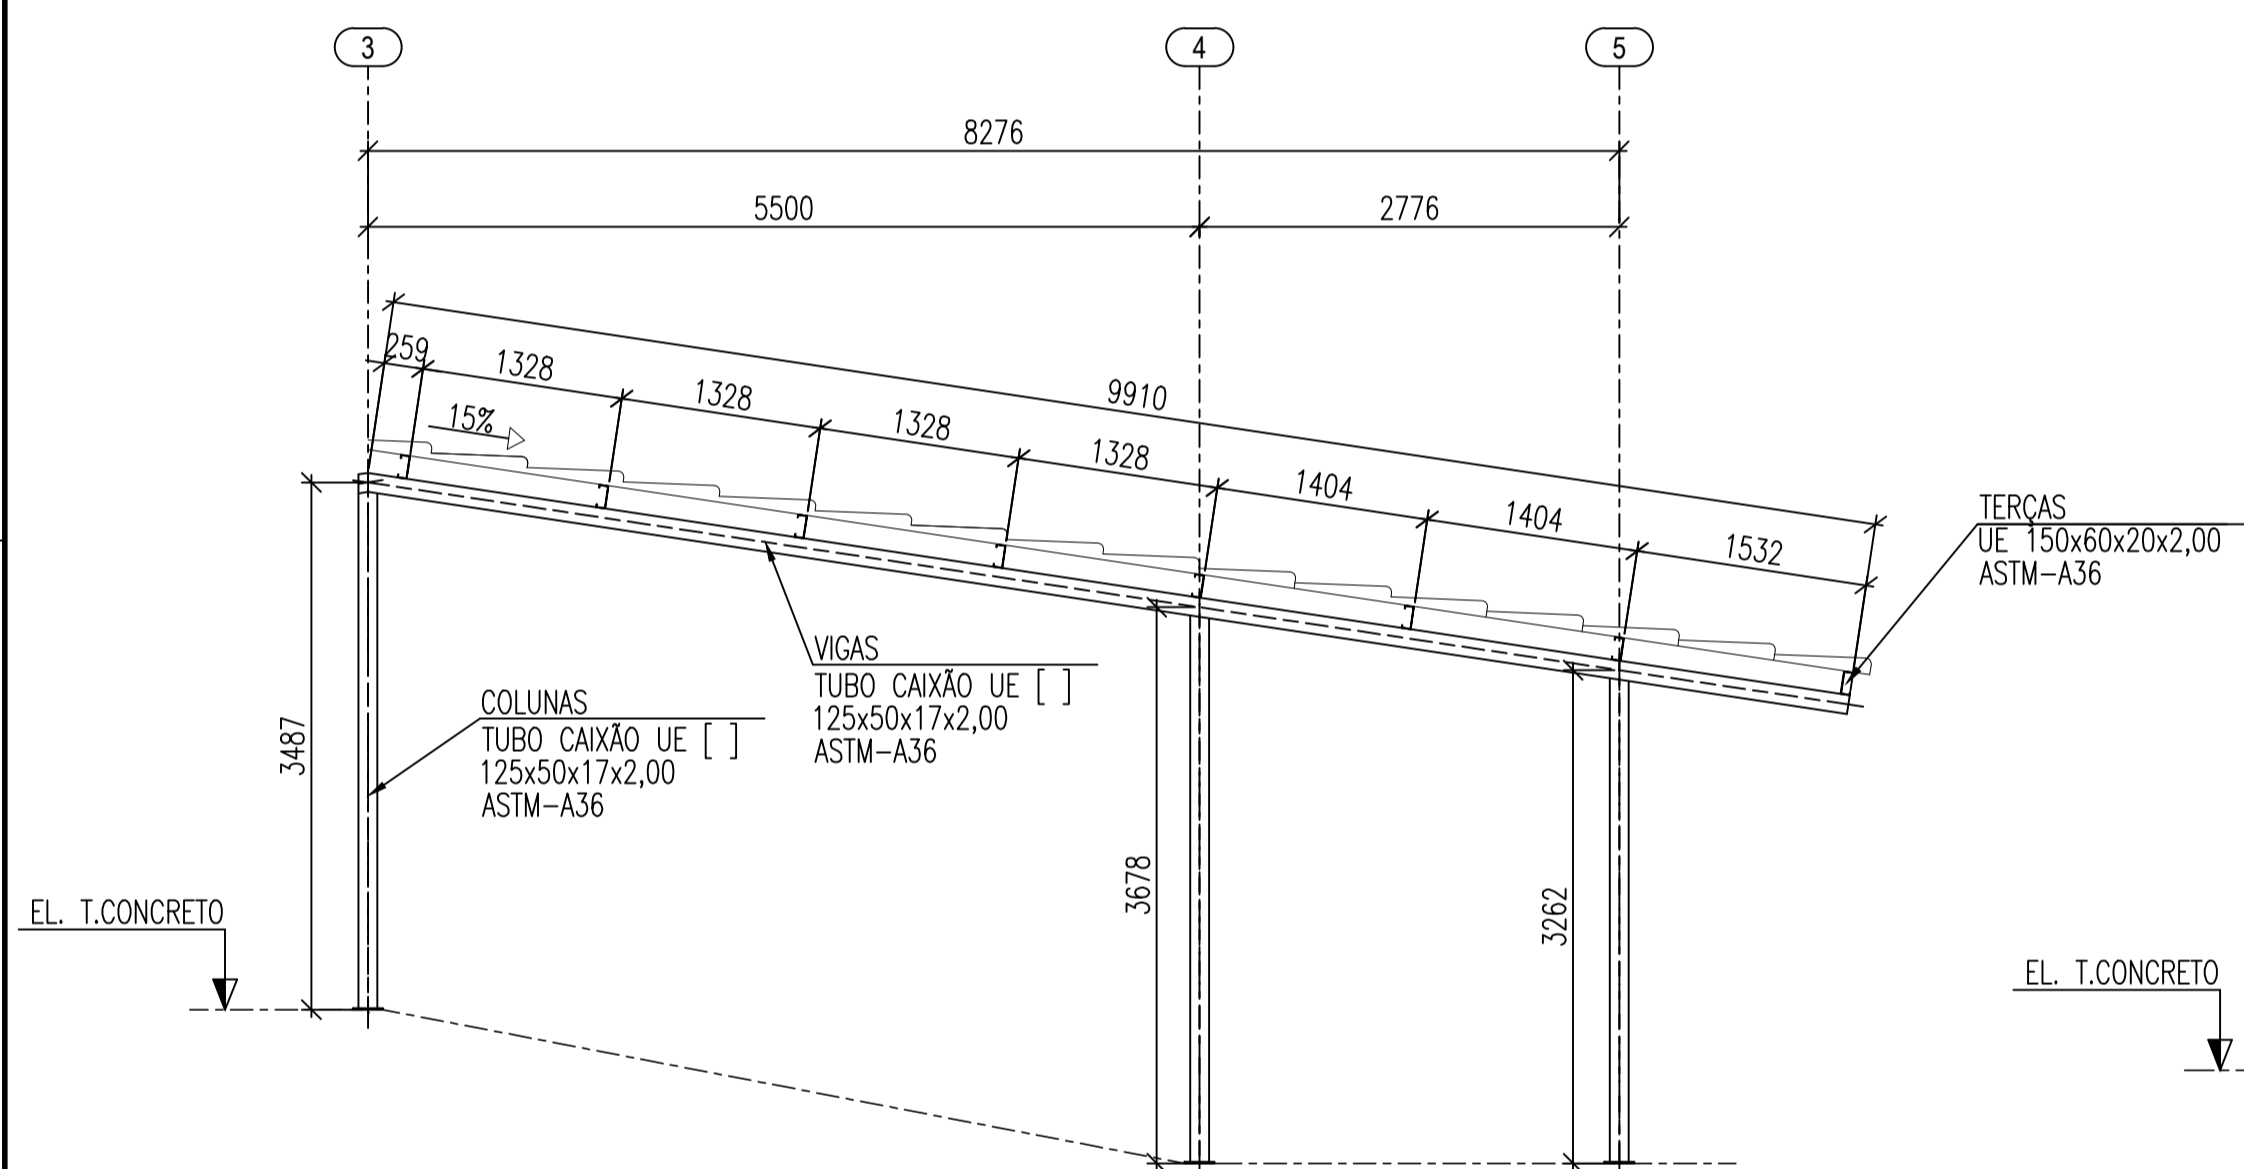 3
4
5
8276
5500
2776
259
1328
1328
1328
1328
9910
1404
1404
1532
15%
TERÇAS
UE 150x60x20x2,00
ASTM-A36
VIGAS
TUBO CAIXÃO UE [ ]
125x50x17x2,00
ASTM-A36
COLUNAS
TUBO CAIXÃO UE [ ]
125x50x17x2,00
ASTM-A36
3487
3678
3262
EL. T.CONCRETO
EL. T.CONCRETO